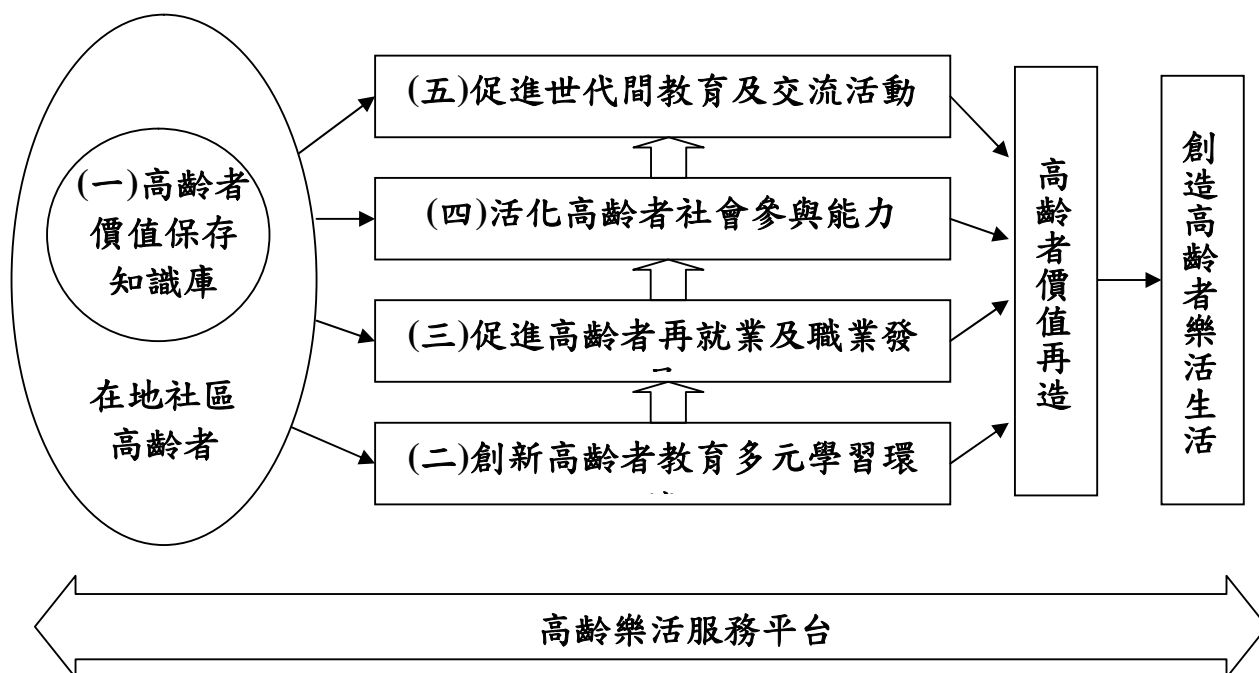 (五)促進世代間教育及交流活動
(一)高齡者
價值保存
知識庫
(四)活化高齡者社會參與能力
(三)促進高齡者再就業及職業發
在地社區
高齡者
(二)創新高齡者教育多元學習環
高齡者價值再造
創造高齡者樂活生活
高齡樂活服務平台